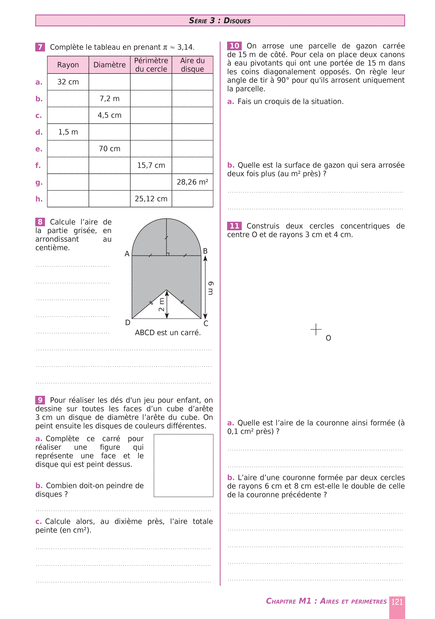 SÉRIE 3 : DISQUES
7 Complète le tableau en prenant π ≈ 3,14.
Rayon Diamètre Périmètre du cercle Aire du disque
a. 32 cm
b. 7,2 m
c. 4,5 cm
d. 1,5 m
e. 70 cm
f. 15,7 cm
g. 28,26 m²
h. 25,12 cm
8 Calcule l'aire de
la partie grisée, en
arrondissant au
centième.
A
B
6 m
2 m
D
C
ABCD est un carré.
9 Pour réaliser les dés d'un jeu pour enfant, on
dessine sur toutes les faces d'un cube d'arête
3 cm un disque de diamètre l'arête du cube. On
peint ensuite les disques de couleurs différentes.
a. Complète ce carré pour
réaliser une figure qui
représente une face et le
disque qui est peint dessus.
b. Combien doit-on peindre de
disques ?
c. Calcule alors, au dixième près, l'aire totale
peinte (en cm²).
10 On arrose une parcelle de gazon carrée
de 15 m de côté. Pour cela on place deux canons
à eau pivotants qui ont une portée de 15 m dans
les coins diagonalement opposés. On règle leur
angle de tir à 90° pour qu'ils arrosent uniquement
la parcelle.
a. Fais un croquis de la situation.
b. Quelle est la surface de gazon qui sera arrosée
deux fois plus (au m² près) ?
11 Construis deux cercles concentriques de
centre O et de rayons 3 cm et 4 cm.
O
a. Quelle est l'aire de la couronne ainsi formée (à
0,1 cm² près) ?
b. L'aire d'une couronne formée par deux cercles
de rayons 6 cm et 8 cm est-elle le double de celle
de la couronne précédente ?
CHAPITRE M1 : AIRES ET PÉRIMÈTRES 121